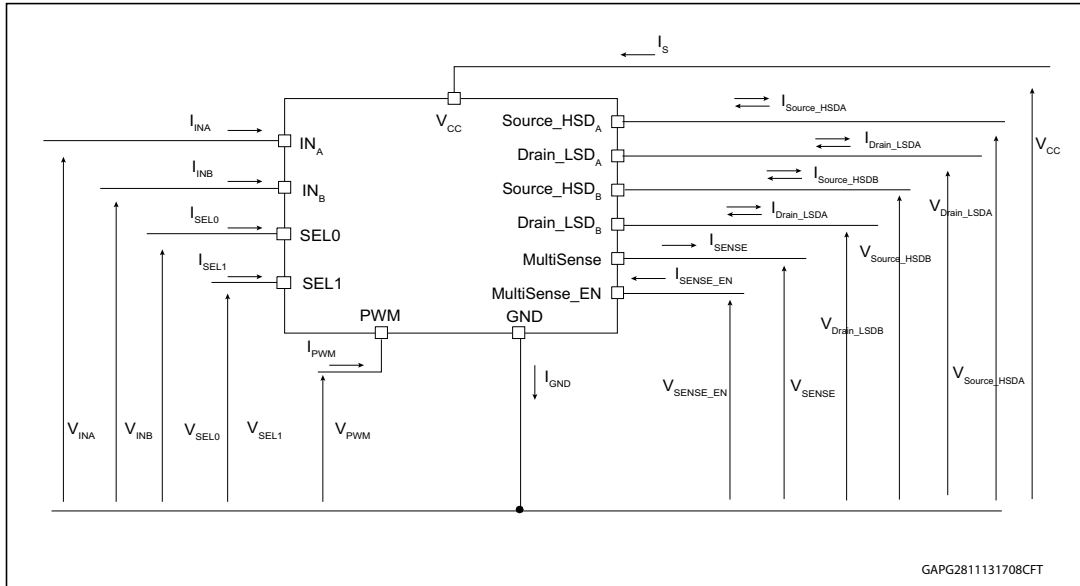 I_S
V_CC
I_Source_HSDA
Source_HSD_A
I_INA
IN_A
I_Drain_LSDA
V_CC
Drain_LSD_A
I_INB
IN_B
I_Source_HSDB
Source_HSD_B
V_Drain_LSDA
I_SEL0
SEL0
I_Drain_LSDA
Drain_LSD_B
I_SENSE
V_Source_HSDB
MultiSense
I_SEL1
SEL1
I_SENSE_EN
MultiSense_EN
PWM
GND
V_Drain_LSDB
I_PWM
I_GND
V_Source_HSDA
V_SENSE_EN
V_SENSE
V_INA
V_INB
V_SEL0
V_SEL1
V_PWM
GAPG2811131708CFT